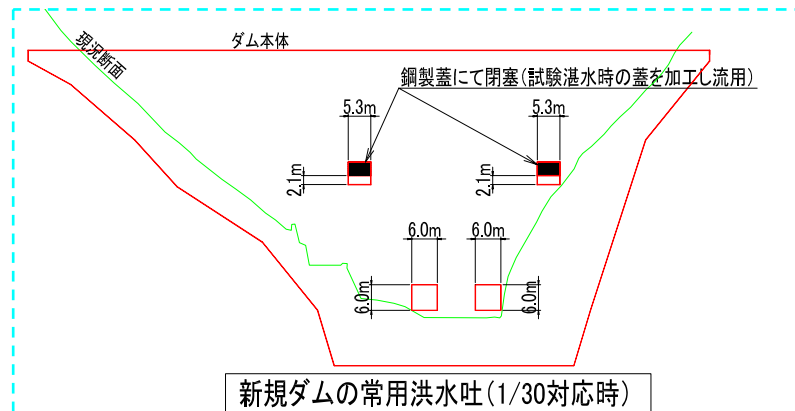 ダム本体
現況断面
鋼製蓋にて閉塞(試験湛水時の蓋を加工し流用)
5.3m
5.3m
2.1m
2.1m
6.0m
6.0m
6.0m
6.0m
新規ダムの常用洪水吐(1/30対応時)